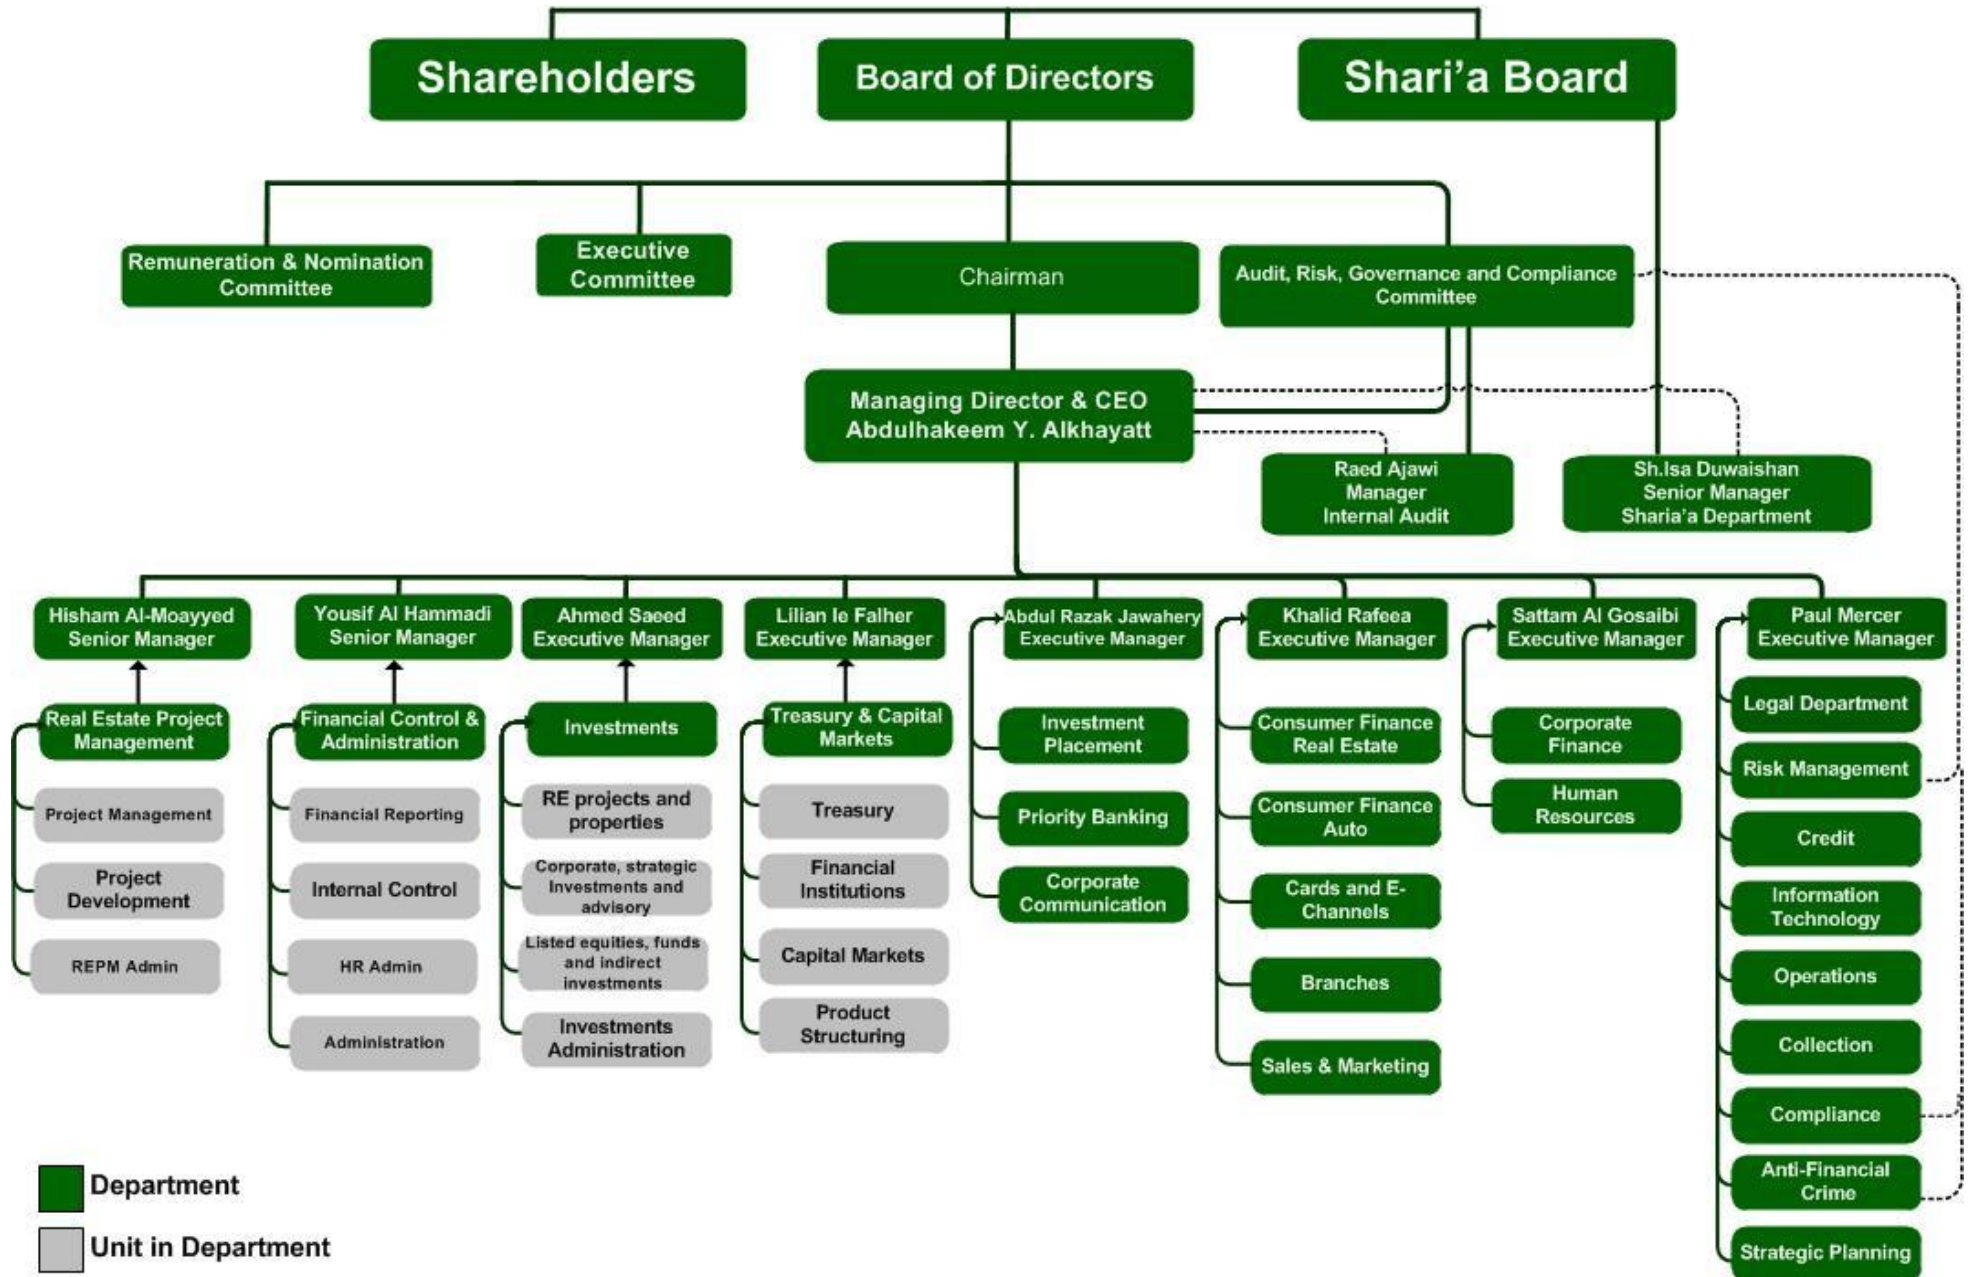 Shareholders
Board of Directors
Shari’a Board
Remuneration & Nomination
Committee
Executive
Committee
Chairman
Audit, Risk, Governance and Compliance
Committee
Managing Director & CEO
Abdulhakeem Y. Alkhayatt
Raed Ajawi
Manager
Internal Audit
Sh.Isa Duwaishan
Senior Manager
Sharia’a Department
Hisham Al-Moayyed
Senior Manager
Yousif Al Hammadi
Senior Manager
Ahmed Saeed
Executive Manager
Lilian le Falher
Executive Manager
Abdul Razak Jawahery
Executive Manager
Khalid Rafeea
Executive Manager
Sattam Al Gosaibi
Executive Manager
Paul Mercer
Executive Manager
Real Estate Project
Management
Project Management
Project
Development
REPM Admin
Financial Control &
Administration
Financial Reporting
Internal Control
HR Admin
Administration
Investments
RE projects and
properties
Corporate, strategic
Investments and
advisory
Listed equities, funds
and indirect
investments
Investments
Administration
Treasury & Capital
Markets
Treasury
Financial
Institutions
Capital Markets
Product
Structuring
Investment
Placement
Priority Banking
Corporate
Communication
Consumer Finance
Real Estate
Consumer Finance
Auto
Cards and E-
Channels
Branches
Sales & Marketing
Corporate
Finance
Human
Resources
Legal Department
Risk Management
Credit
Information
Technology
Operations
Collection
Compliance
Anti-Financial
Crime
Strategic Planning
Department
Unit in Department